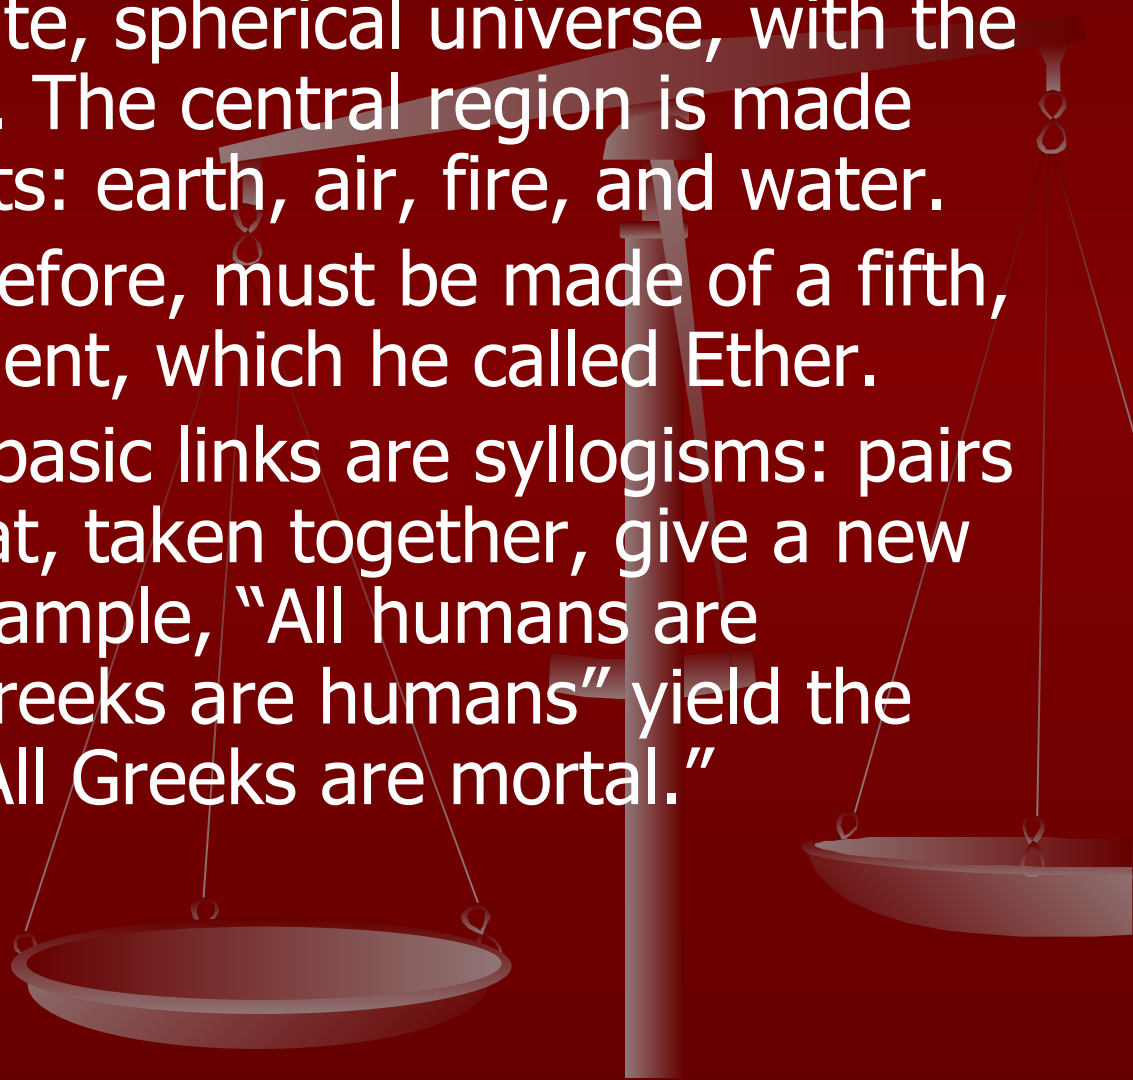 te, spherical universe, with the
. The central region is made
ts: earth, air, fire, and water.
efore, must be made of a fifth,
ent, which he called Ether.
basic links are syllogisms: pairs
at, taken together, give a new
ample, “All humans are
reeks are humans” yield the
All Greeks are mortal.”